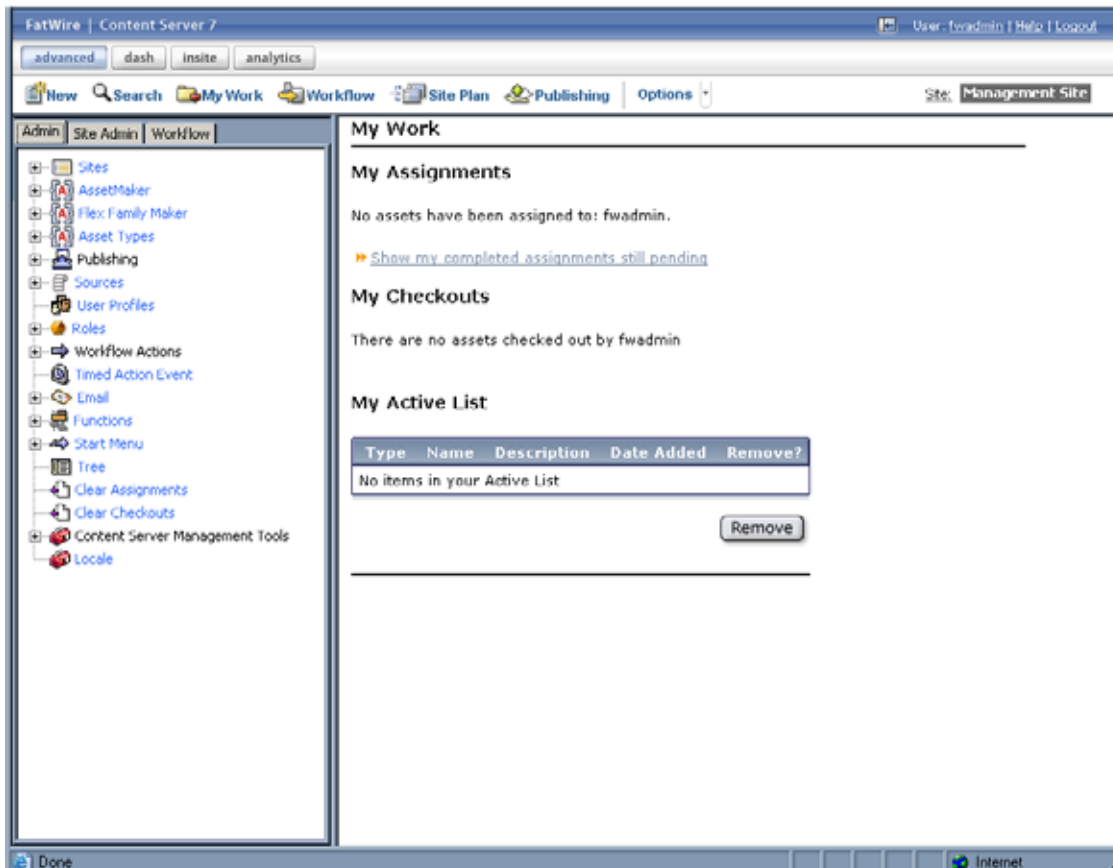 FatWire | Content Server 7
User: fwadmin | Help | Logout
advanced dash insite analytics
New Search My Work Workflow Site Plan Publishing Options Site: Management Site
Admin Site Admin Workflow
Sites
AssetMaker
Flex Family Maker
Asset Types
Publishing
Sources
User Profiles
Roles
Workflow Actions
Timed Action Event
Email
Functions
Start Menu
Tree
Clear Assignments
Clear Checkouts
Content Server Management Tools
Locale
My Work
My Assignments
No assets have been assigned to: fwadmin.
Show my completed assignments still pending
My Checkouts
There are no assets checked out by fwadmin
My Active List
Type Name Description Date Added Remove?
No items in your Active List
Remove
Done Internet